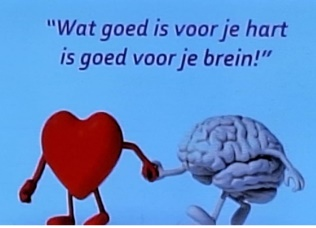 “Wat goed is voor je hart
is goed voor je brein!”